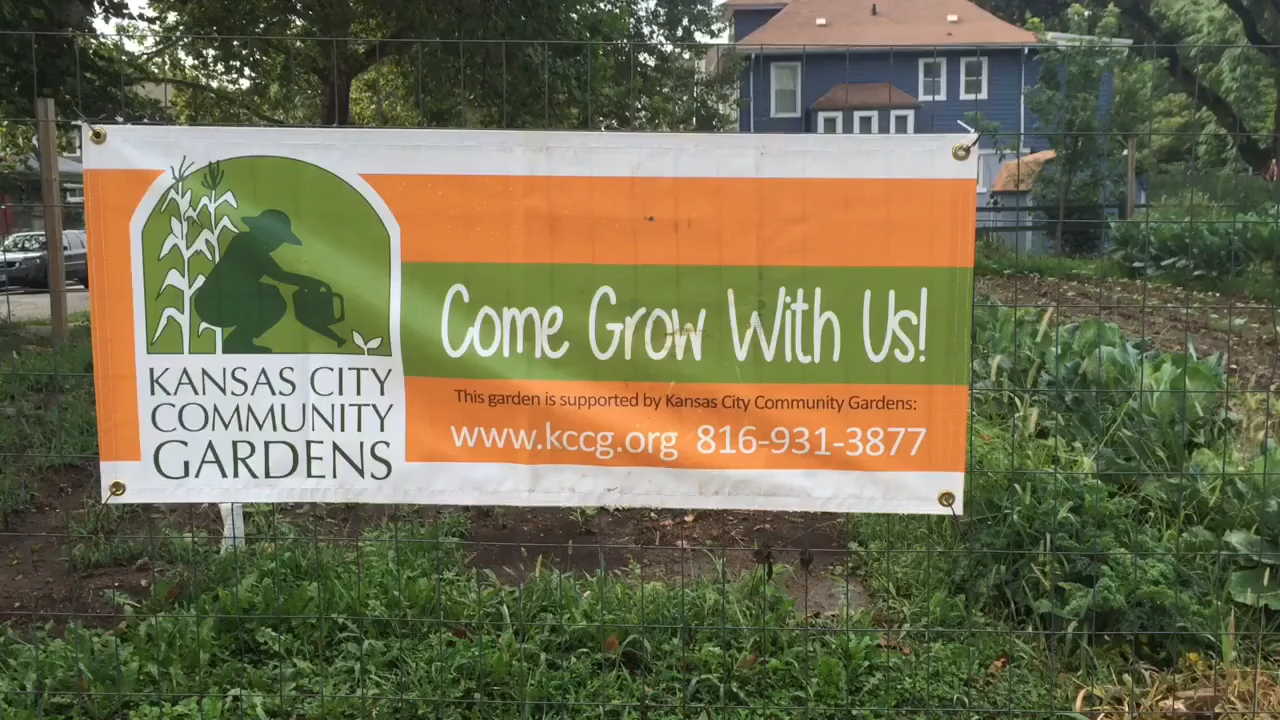 KANSAS CITY
COMMUNITY
GARDENS
Come Grow With Us!
This garden is supported by Kansas City Community Gardens:
www.kccg.org 816-931-3877